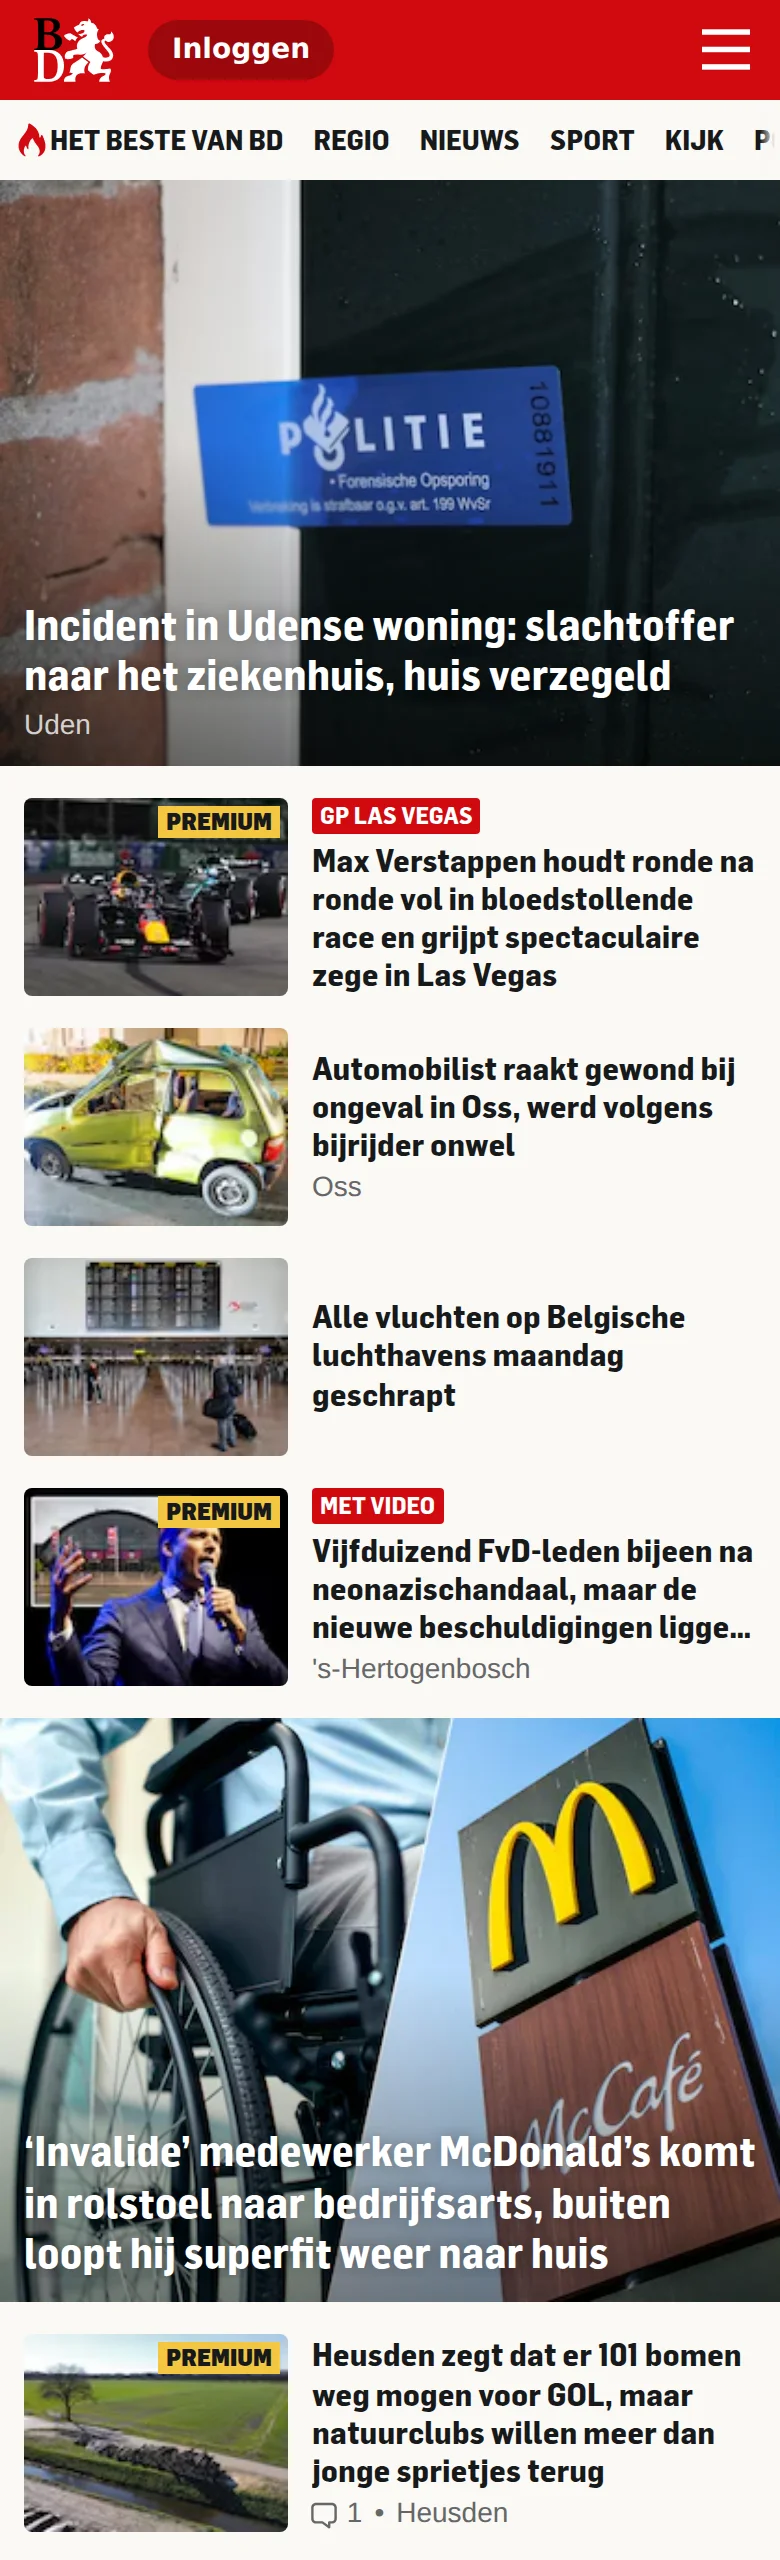 BD
Inloggen
HET BESTE VAN BD REGIO NIEUWS SPORT KIJK
POLITIE
10881911
• Forensische Opsporing
Verbreking is strafbaar o.g.v. art. 199 WvSr
Incident in Udense woning: slachtoffer
naar het ziekenhuis, huis verzegeld
Uden
PREMIUM
GP LAS VEGAS
Max Verstappen houdt ronde na
ronde vol in bloedstollende
race en grijpt spectaculaire
zege in Las Vegas
Automobilist raakt gewond bij
ongeval in Oss, werd volgens
bijrijder onwel
Oss
Alle vluchten op Belgische
luchthavens maandag
geschrapt
PREMIUM
MET VIDEO
Vijfduizend FvD-leden bijeen na
neonazischandaal, maar de
nieuwe beschuldigingen ligge...
's-Hertogenbosch
McCafé
‘Invalide’ medewerker McDonald’s komt
in rolstoel naar bedrijfsarts, buiten
loopt hij superfit weer naar huis
PREMIUM
Heusden zegt dat er 101 bomen
weg mogen voor GOL, maar
natuurclubs willen meer dan
jonge sprietjes terug
1 • Heusden